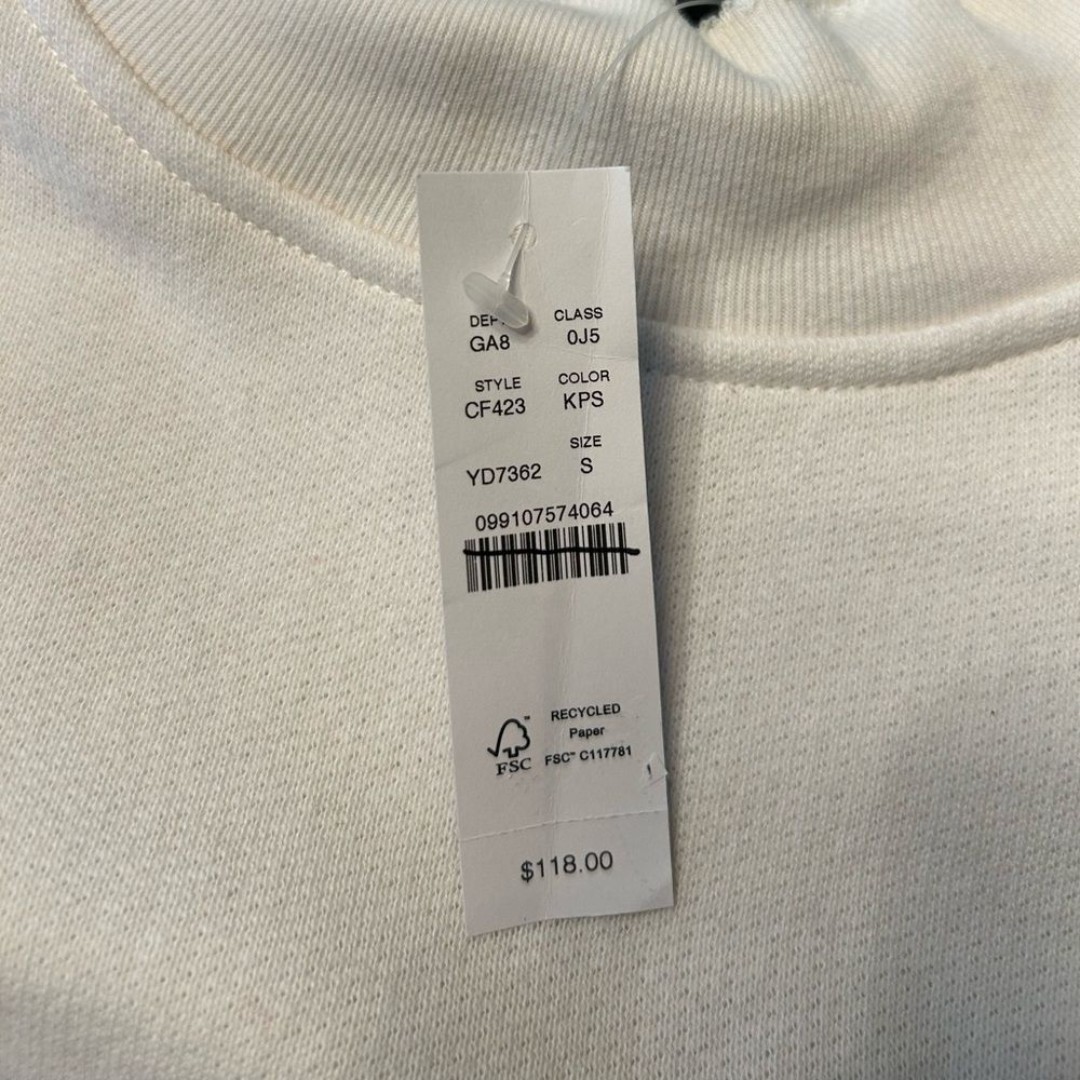 CLASS
GA8 0J5
STYLE COLOR
CF423 KPS
SIZE
YD7362 S
099107574064
RECYCLED
Paper
FSC™ C117781
FSC
$118.00